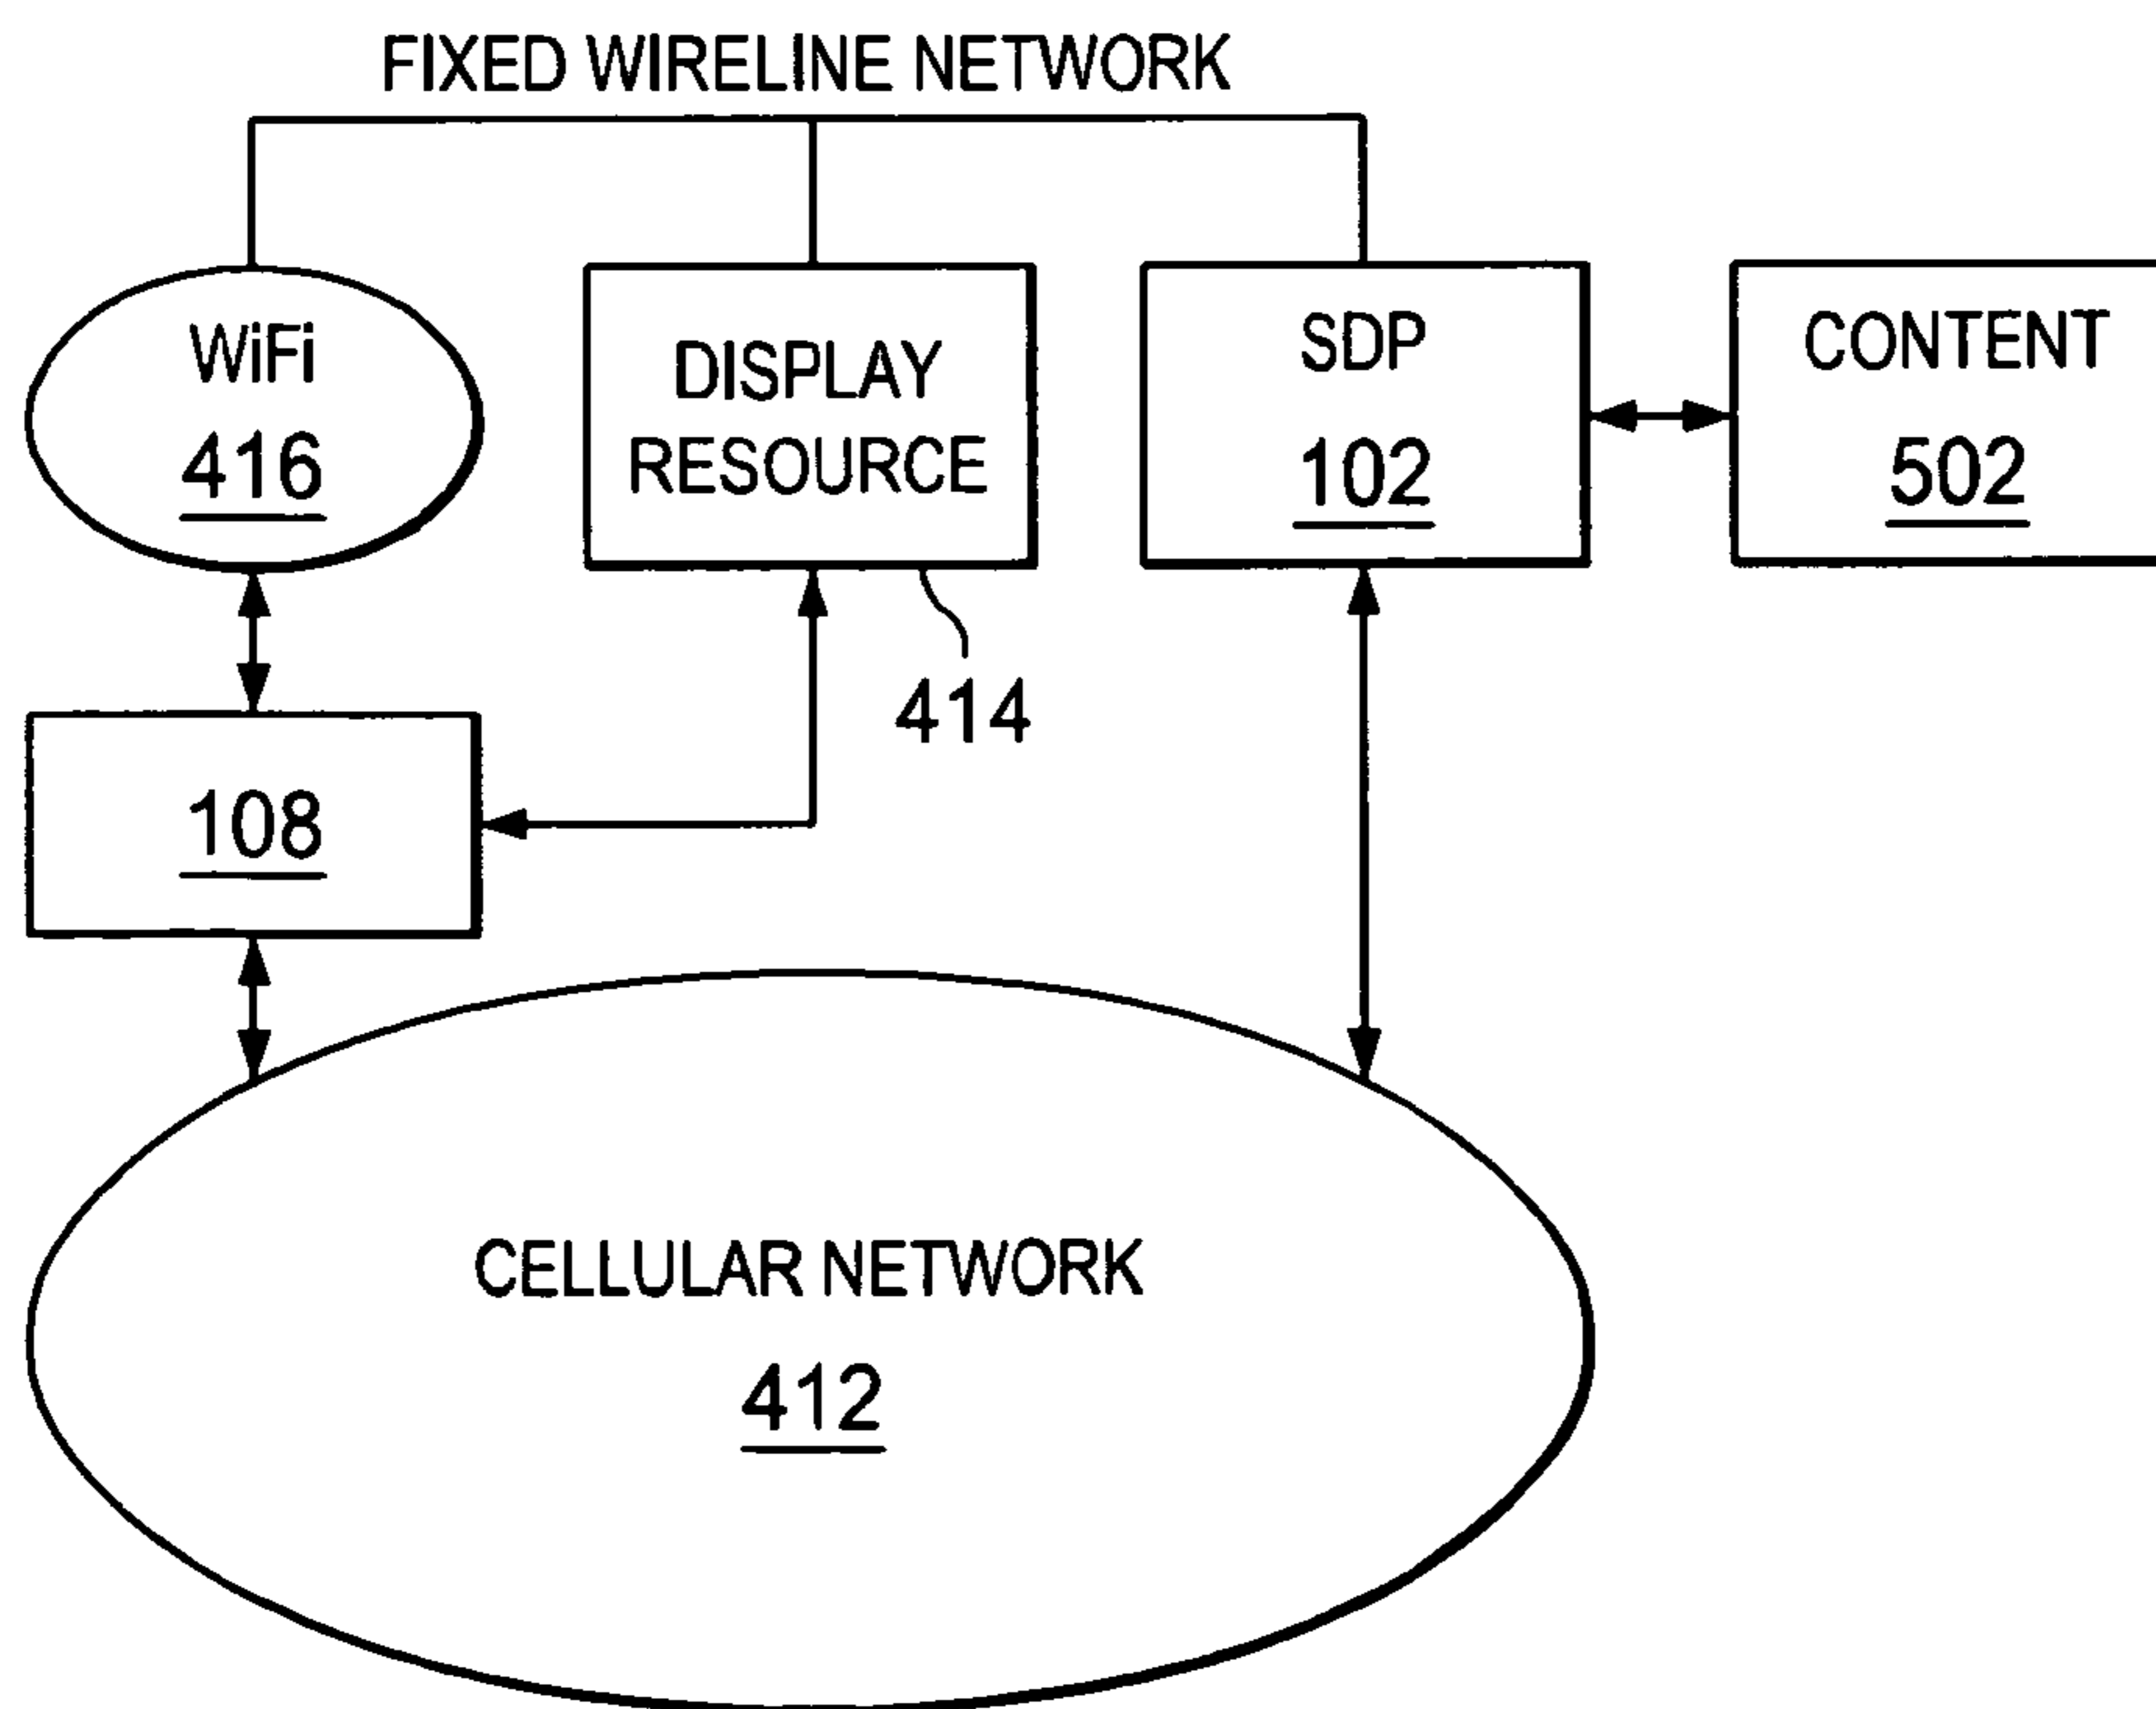 FIXED WIRELINE NETWORK
WiFi
416
DISPLAY
RESOURCE
414
SDP
102
CONTENT
502
108
CELLULAR NETWORK
412